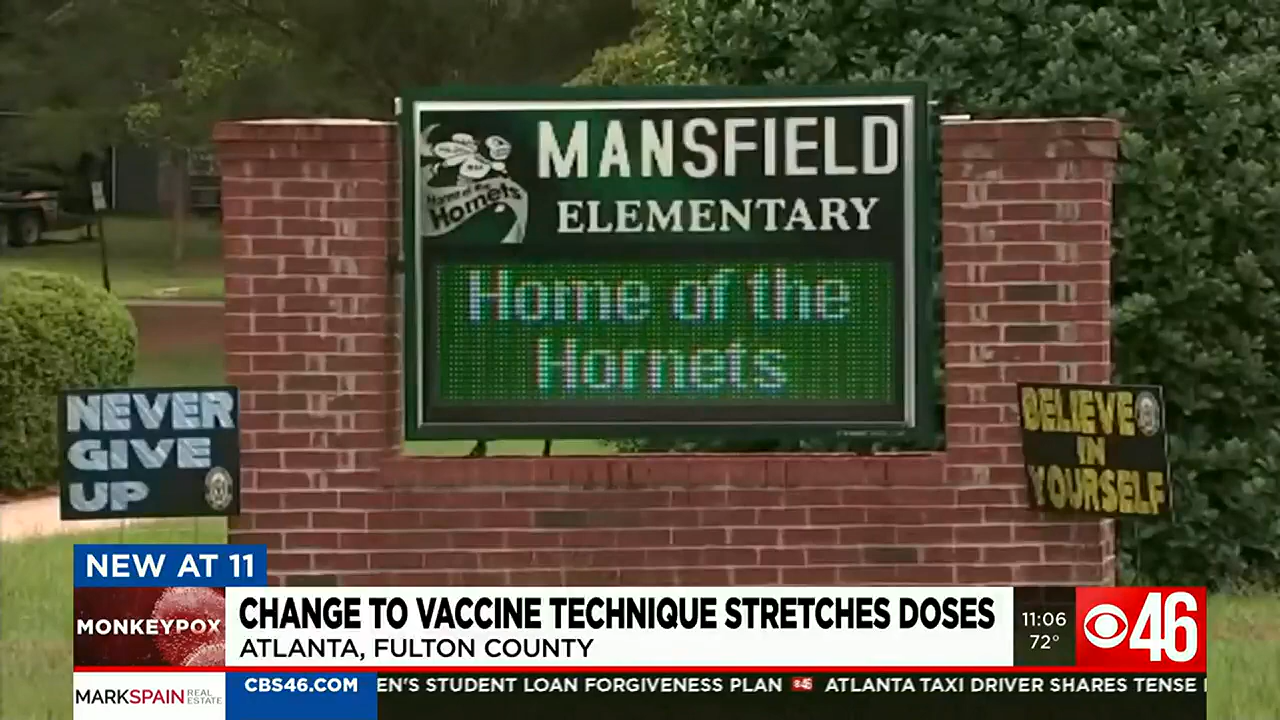 MANSFIELD
ELEMENTARY
Home of the
Hornets
Home of the
Hornets
NEVER
GIVE
UP
BELIEVE
IN
YOURSELF
NEW AT 11
MONKEYPOX
CHANGE TO VACCINE TECHNIQUE STRETCHES DOSES
ATLANTA, FULTON COUNTY
11:06
72°
46
MARKSPAIN REAL ESTATE
CBS46.COM
EN'S STUDENT LOAN FORGIVENESS PLAN 46 ATLANTA TAXI DRIVER SHARES TENSE